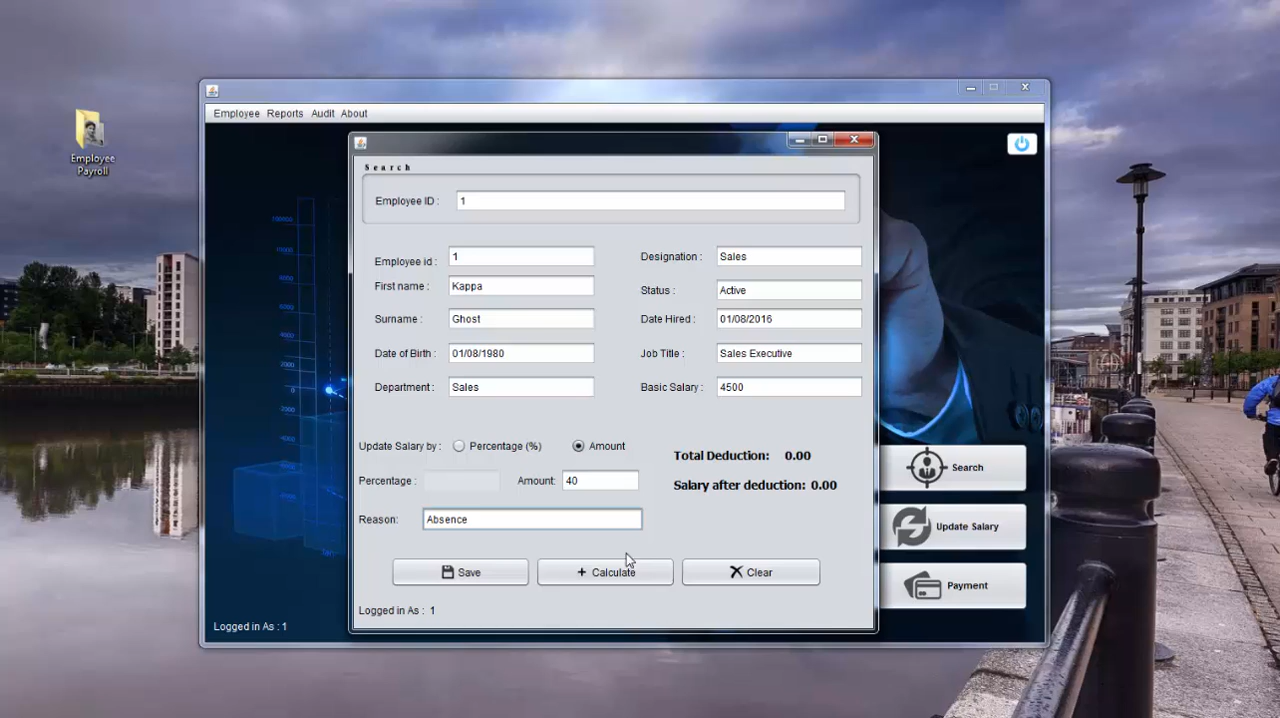 Employee Payroll
Employee Reports Audit About
Search
Employee ID : 1
Employee id : 1
First name : Kappa
Surname : Ghost
Date of Birth : 01/08/1980
Department : Sales
Designation : Sales
Status : Active
Date Hired : 01/08/2016
Job Title : Sales Executive
Basic Salary : 4500
Update Salary by : Percentage (%) Amount
Percentage : Amount: 40
Reason: Absence
Total Deduction: 0.00
Salary after deduction: 0.00
Save Calculate Clear
Logged in As : 1
Search
Update Salary
Payment
Logged in As : 1